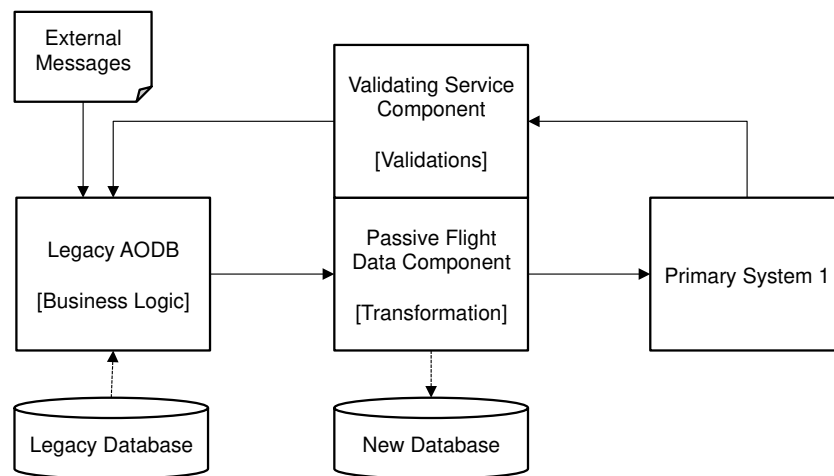 External
Messages
Validating Service
Component
[Validations]
Legacy AODB
[Business Logic]
Passive Flight
Data Component
[Transformation]
Primary System 1
Legacy Database
New Database